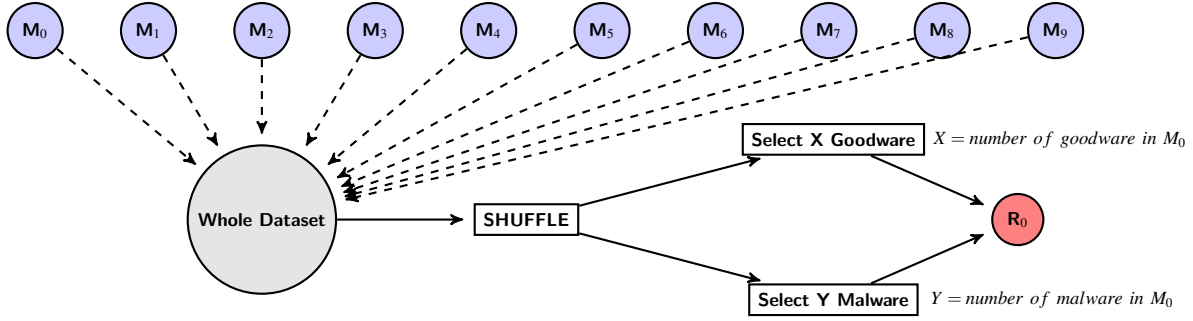 M₀ M₁ M₂ M₃ M₄ M₅ M₆ M₇ M₈ M₉
Select X Goodware X = number of goodware in M₀
Whole Dataset SHUFFLE R₀
Select Y Malware Y = number of malware in M₀